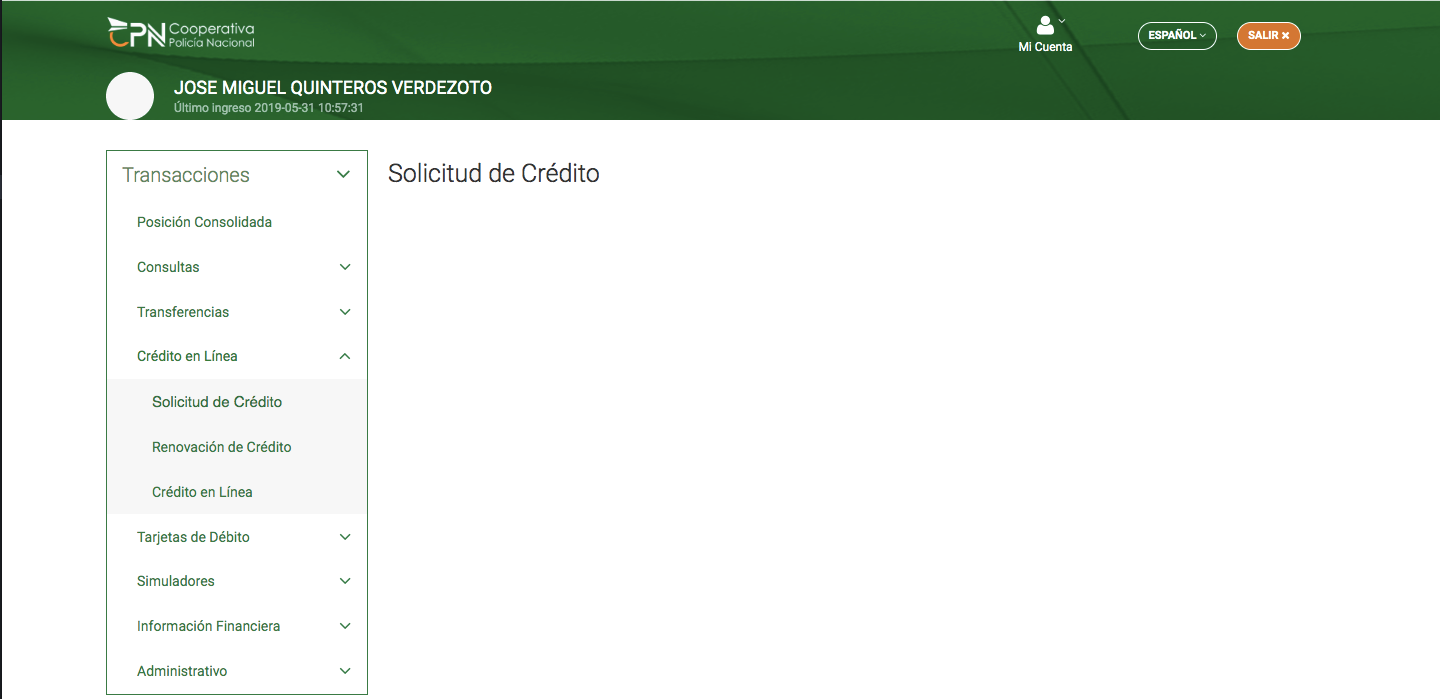 CPN Cooperativa
Policía Nacional
Mi Cuenta
ESPAÑOL
SALIR ×
JOSE MIGUEL QUINTEROS VERDEZOTO
Último ingreso 2019-05-31 10:57:31
Transacciones
Posición Consolidada
Consultas
Transferencias
Crédito en Línea
Solicitud de Crédito
Renovación de Crédito
Crédito en Línea
Tarjetas de Débito
Simuladores
Información Financiera
Administrativo
Solicitud de Crédito